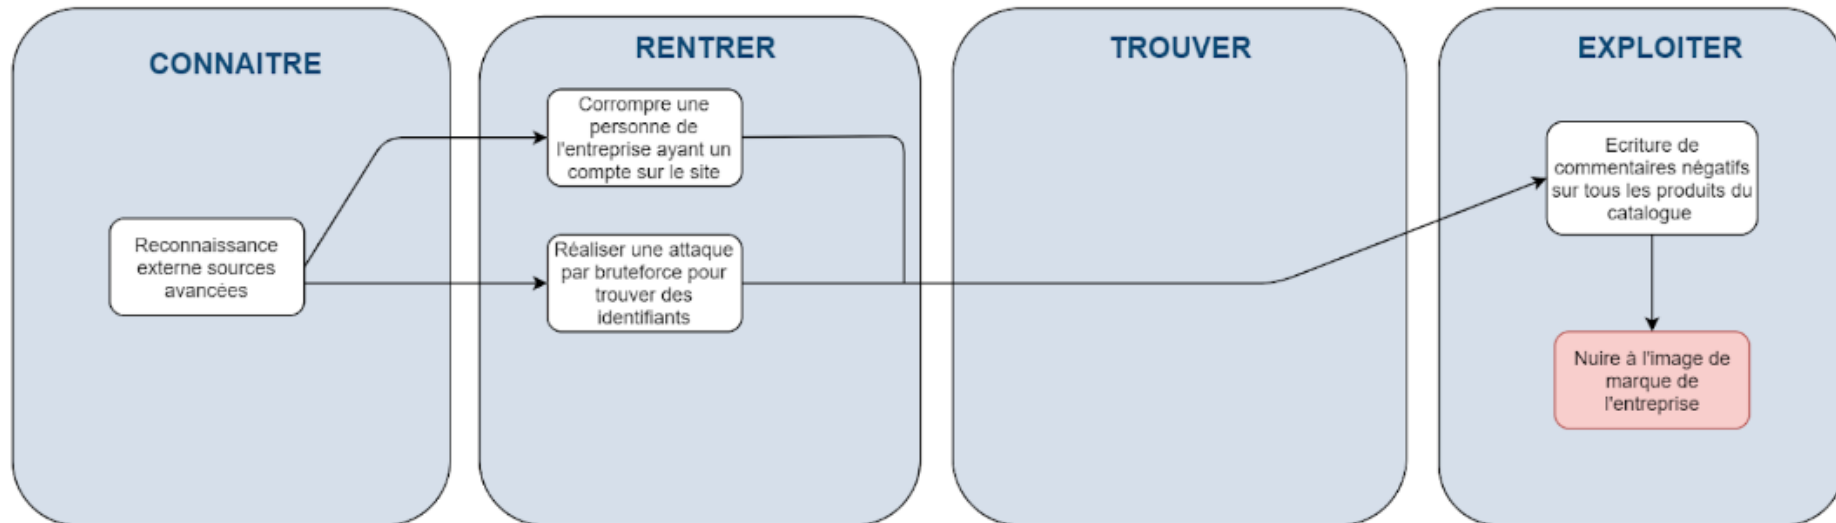 CONNAITRE
Reconnaissance
externe sources
avancées
RENTRER
Corrompre une
personne de
l'entreprise ayant un
compte sur le site
Réaliser une attaque
par bruteforce pour
trouver des
identifiants
TROUVER
EXPLOITER
Ecriture de
commentaires négatifs
sur tous les produits du
catalogue
Nuire à l'image de
marque de
l'entreprise